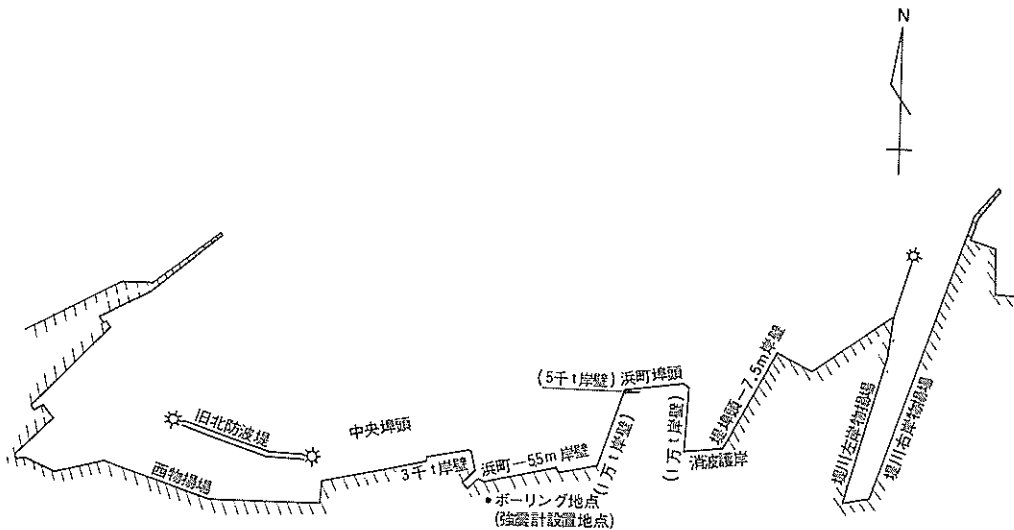 N
(5千t岸壁) 浜町埠頭
堤埠頭-7.5m岸壁
旧北防波堤
中央埠頭
3千t岸壁
浜町-5.5m岸壁
(1万t岸壁)
(1万t岸壁)
消波護岸
堤川左岸物揚場
堤川右岸物揚場
西物揚場
•ボーリング地点
(強震計設置地点)